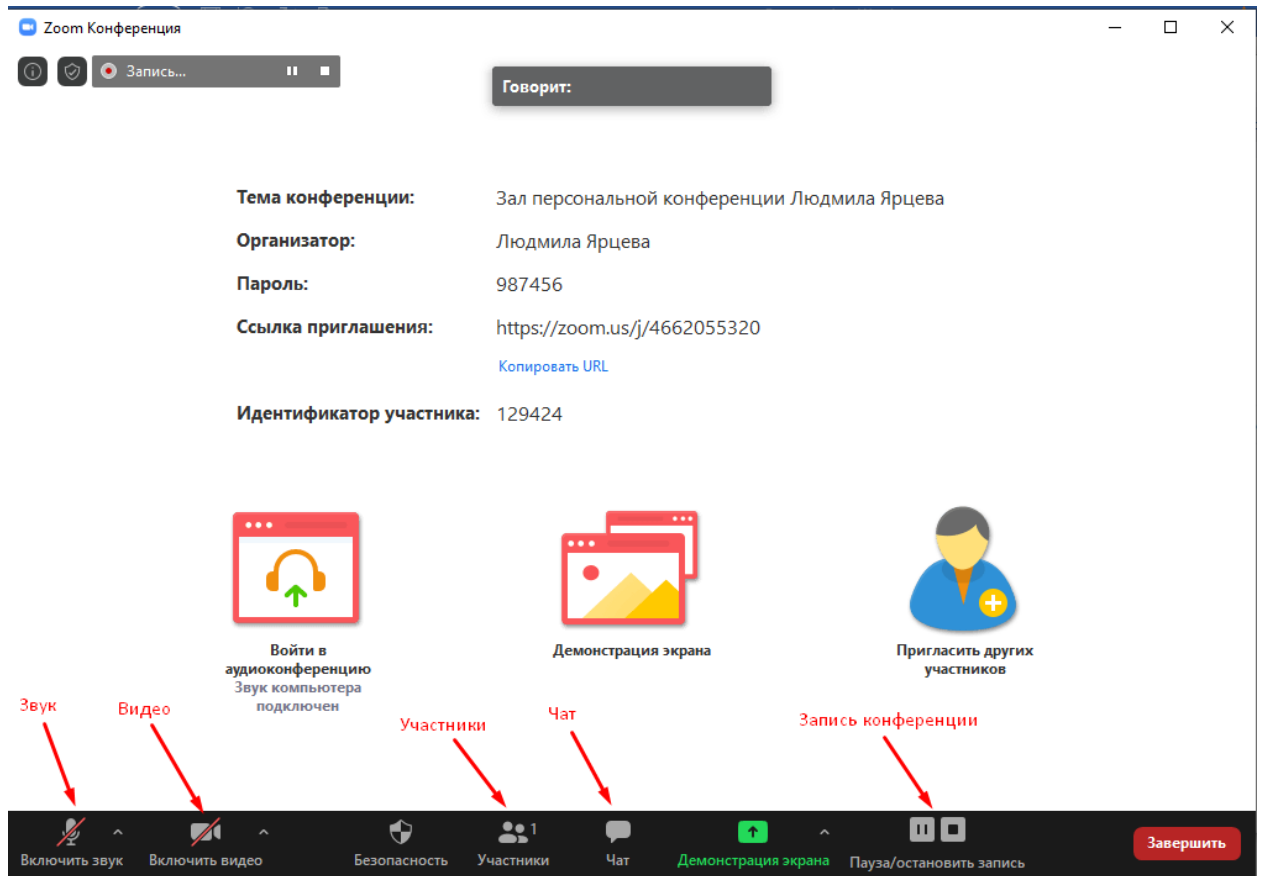 Zoom Конференция
Запись...
Говорит:
Тема конференции: Зал персональной конференции Людмила Ярцева
Организатор: Людмила Ярцева
Пароль: 987456
Ссылка приглашения: https://zoom.us/j/4662055320
Копировать URL
Идентификатор участника: 129424
Войти в
аудиоконференцию
Звук компьютера
подключен
Демонстрация экрана
Пригласить других
участников
Звук
Видео
Участники
Чат
Запись конференции
1
Включить звук
Включить видео
Безопасность
Участники
Чат
Демонстрация экрана
Пауза/остановить запись
Завершить